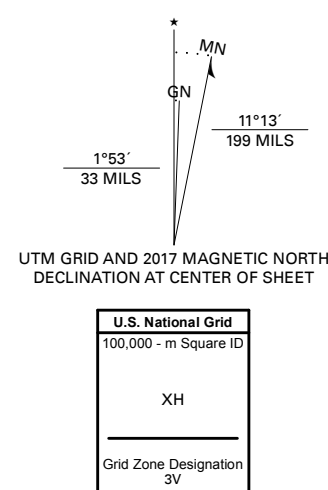 ★
MN
GN
11°13´
199 MILS
1°53´
33 MILS
UTM GRID AND 2017 MAGNETIC NORTH
DECLINATION AT CENTER OF SHEET
U.S. National Grid
100,000 - m Square ID
XH
Grid Zone Designation
3V